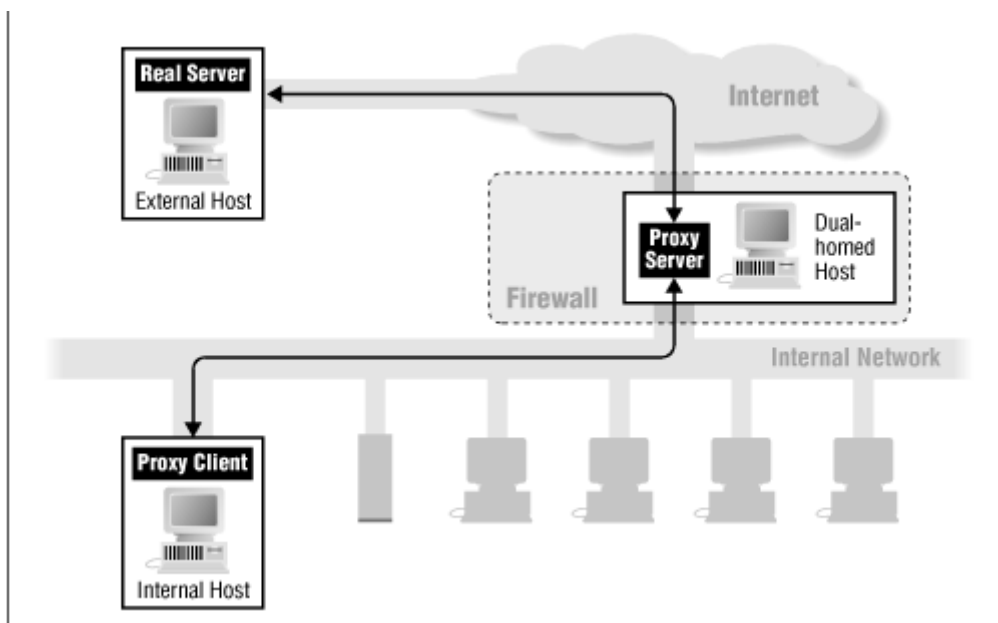 Real Server
External Host
Internet
Proxy
Server
Dual-
homed
Host
Firewall
Internal Network
Proxy Client
Internal Host